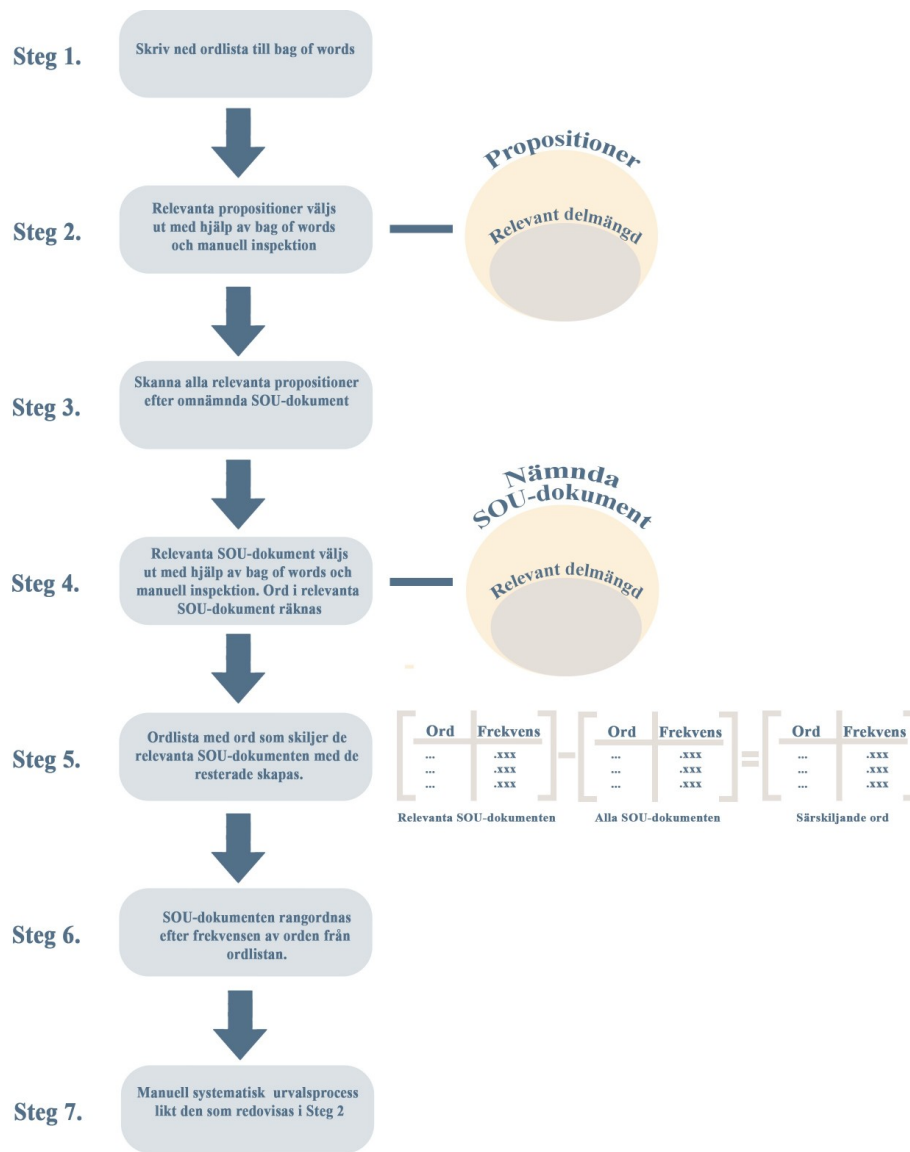 Steg 1.
Skriv ned ordlista till bag of words
Steg 2.
Relevanta propositioner väljs
ut med hjälp av bag of words
och manuell inspektion
Propositioner
Relevant delmängd
Steg 3.
Skanna alla relevanta propositioner
efter omnämnda SOU-dokument
Steg 4.
Relevanta SOU-dokument väljs
ut med hjälp av bag of words och
manuell inspektion. Ord i relevanta
SOU-dokument räknas
Nämnda
SOU-dokument
Relevant delmängd
Steg 5.
Ordlista med ord som skiljer de
relevanta SOU-dokumenten med de
resterade skapas.
Ord Frekvens
... .xxx
... .xxx
... .xxx
Relevanta SOU-dokumenten
-
Ord Frekvens
... .xxx
... .xxx
... .xxx
Alla SOU-dokumenten
=
Ord Frekvens
... .xxx
... .xxx
... .xxx
Särskiljande ord
Steg 6.
SOU-dokumenten rangordnas
efter frekvensen av orden från
ordlistan.
Steg 7.
Manuell systematisk urvalsprocess
likt den som redovisas i Steg 2